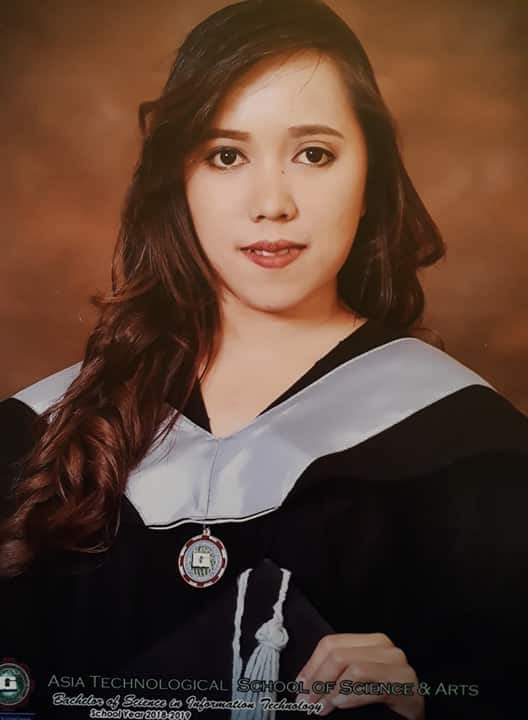 ASIA TECHNOLOGICAL SCHOOL OF SCIENCE & ARTS
Bachelor of Science in Information Technology
School Year 2018-2019